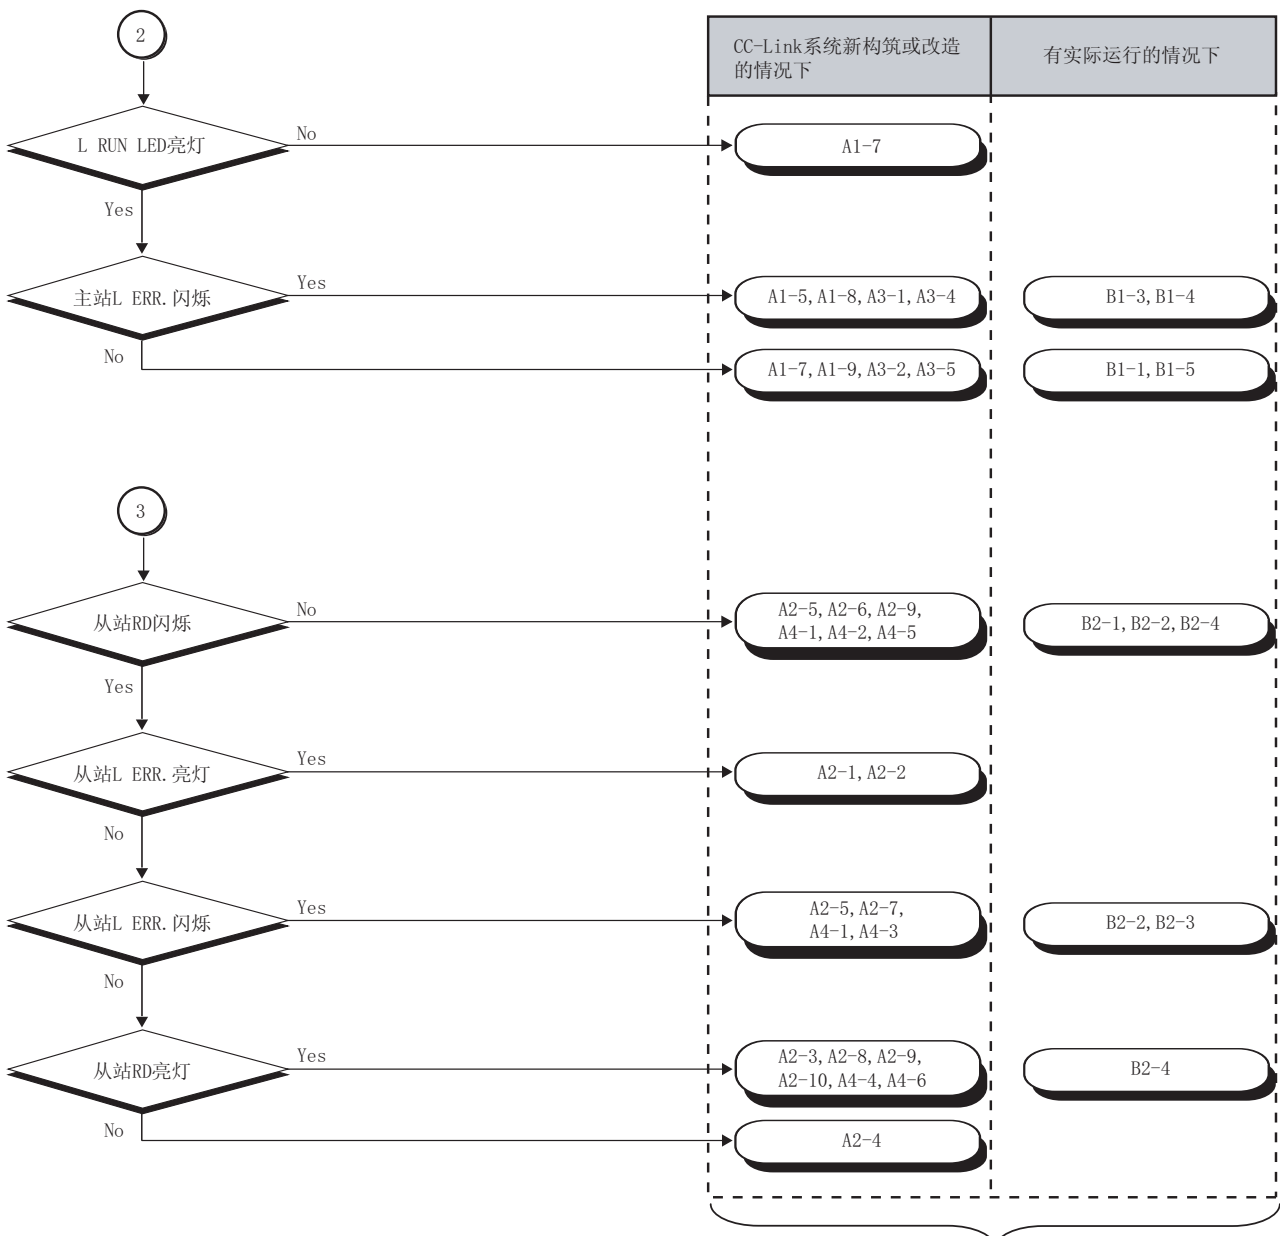 2
CC-Link系统新构筑或改造
的情况下
有实际运行的情况下
L RUN LED亮灯
No
A1-7
Yes
主站L ERR.闪烁
Yes
A1-5,A1-8,A3-1,A3-4
B1-3,B1-4
No
A1-7,A1-9,A3-2,A3-5
B1-1,B1-5
3
从站RD闪烁
No
A2-5,A2-6,A2-9,
A4-1,A4-2,A4-5
B2-1,B2-2,B2-4
Yes
从站L ERR.亮灯
Yes
A2-1,A2-2
No
从站L ERR.闪烁
Yes
A2-5,A2-7,
A4-1,A4-3
B2-2,B2-3
No
从站RD亮灯
Yes
A2-3,A2-8,A2-9,
A2-10,A4-4,A4-6
B2-4
No
A2-4